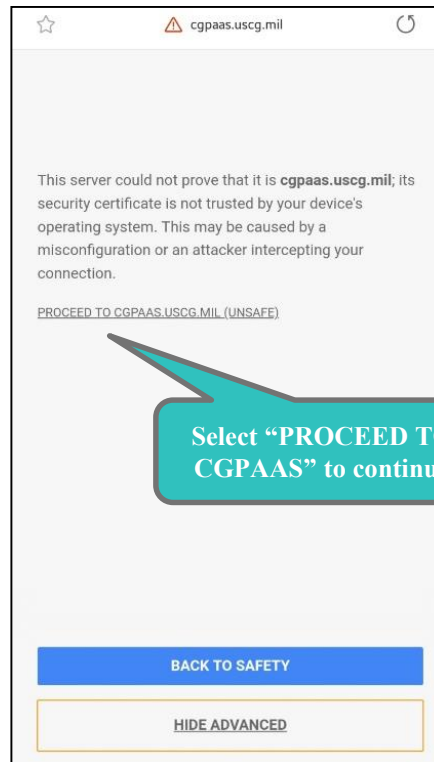 cgpaas.uscg.mil
This server could not prove that it is cgpaas.uscg.mil; its
security certificate is not trusted by your device's
operating system. This may be caused by a
misconfiguration or an attacker intercepting your
connection.
PROCEED TO CGPAAS.USCG.MIL (UNSAFE)
Select “PROCEED T
CGPAAS” to continu
BACK TO SAFETY
HIDE ADVANCED